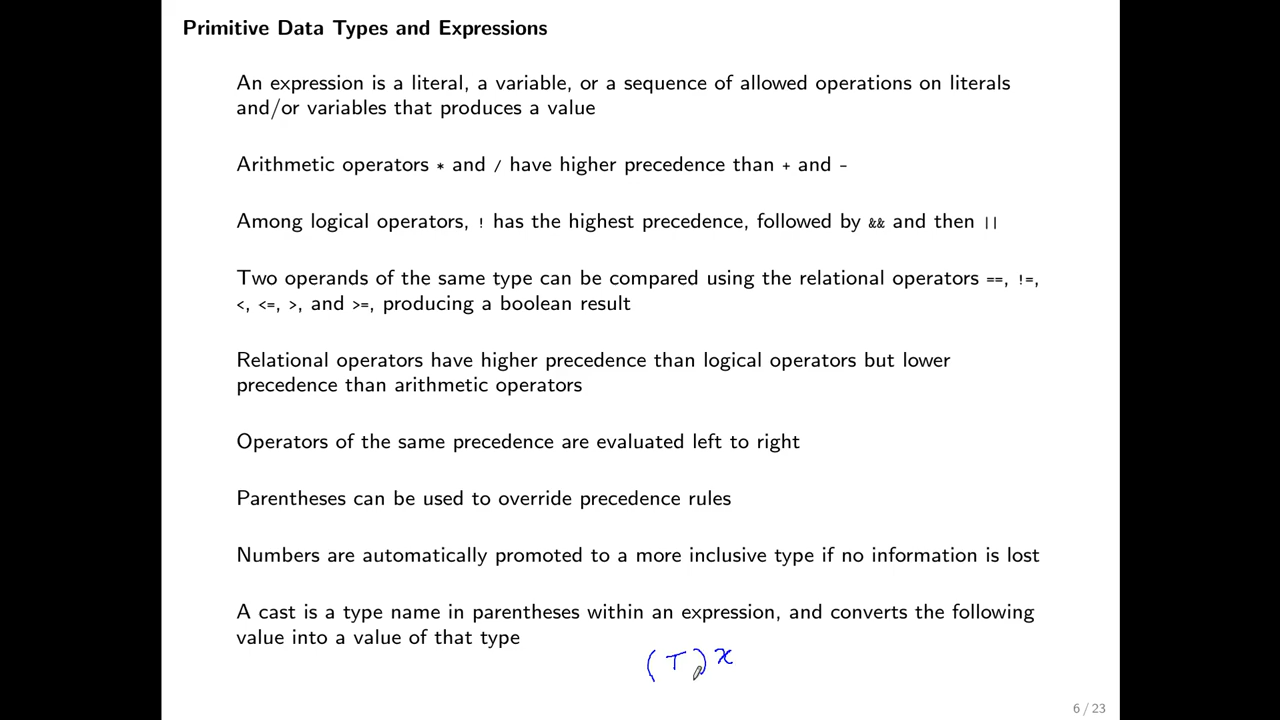 Primitive Data Types and Expressions
An expression is a literal, a variable, or a sequence of allowed operations on literals
and/or variables that produces a value
Arithmetic operators * and / have higher precedence than + and -
Among logical operators, ! has the highest precedence, followed by && and then ||
Two operands of the same type can be compared using the relational operators ==, !=,
<, <=, >, and >=, producing a boolean result
Relational operators have higher precedence than logical operators but lower
precedence than arithmetic operators
Operators of the same precedence are evaluated left to right
Parentheses can be used to override precedence rules
Numbers are automatically promoted to a more inclusive type if no information is lost
A cast is a type name in parentheses within an expression, and converts the following
value into a value of that type
(T) x
6 / 23